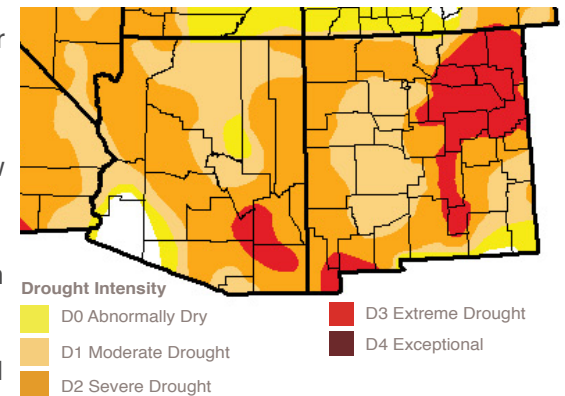 Drought Intensity
D0 Abnormally Dry
D1 Moderate Drought
D2 Severe Drought
D3 Extreme Drought
D4 Exceptional